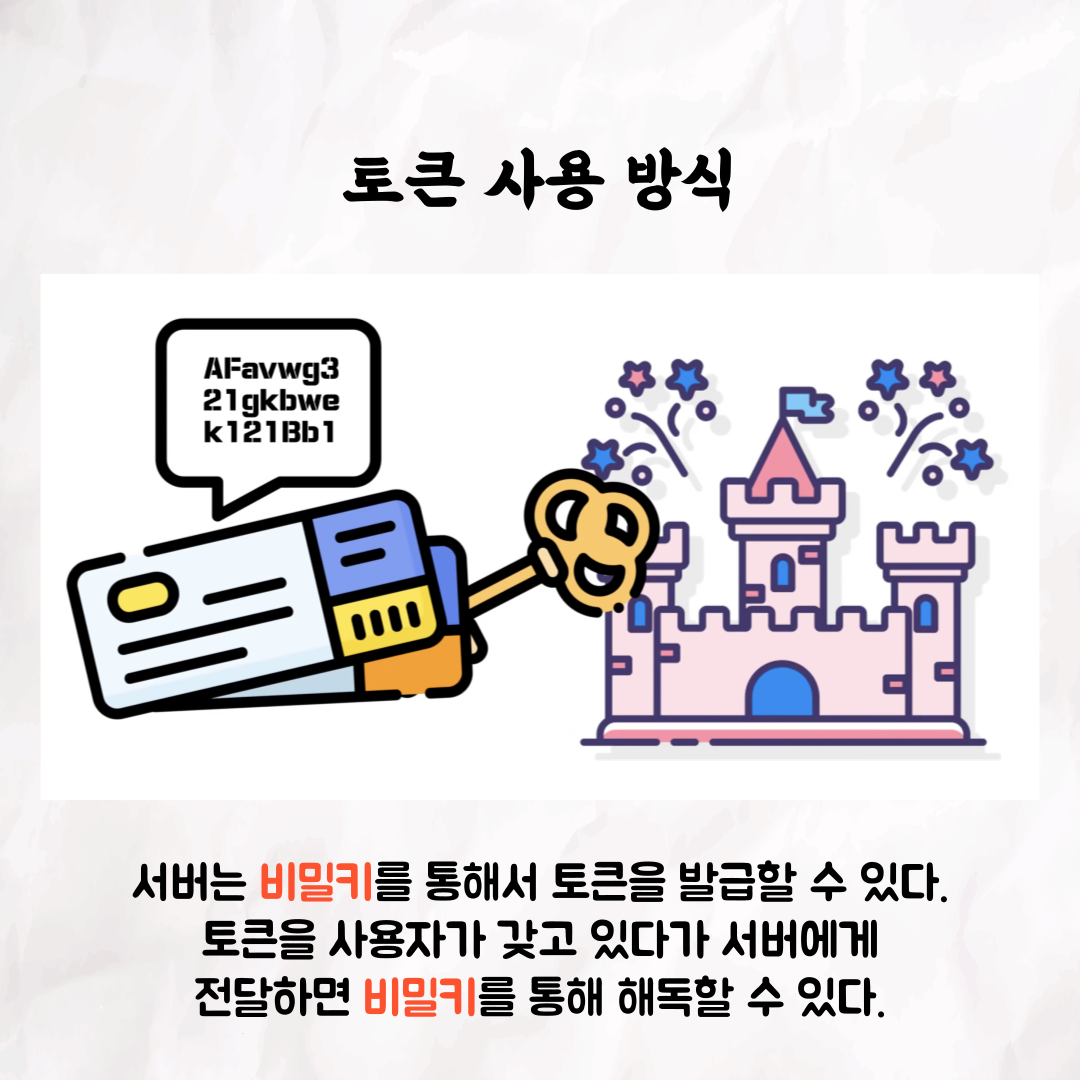 토큰 사용 방식
AFavwg3
21gkbwe
k121Bb1
서버는 비밀키를 통해서 토큰을 발급할 수 있다.
토큰을 사용자가 갖고 있다가 서버에게
전달하면 비밀키를 통해 해독할 수 있다.